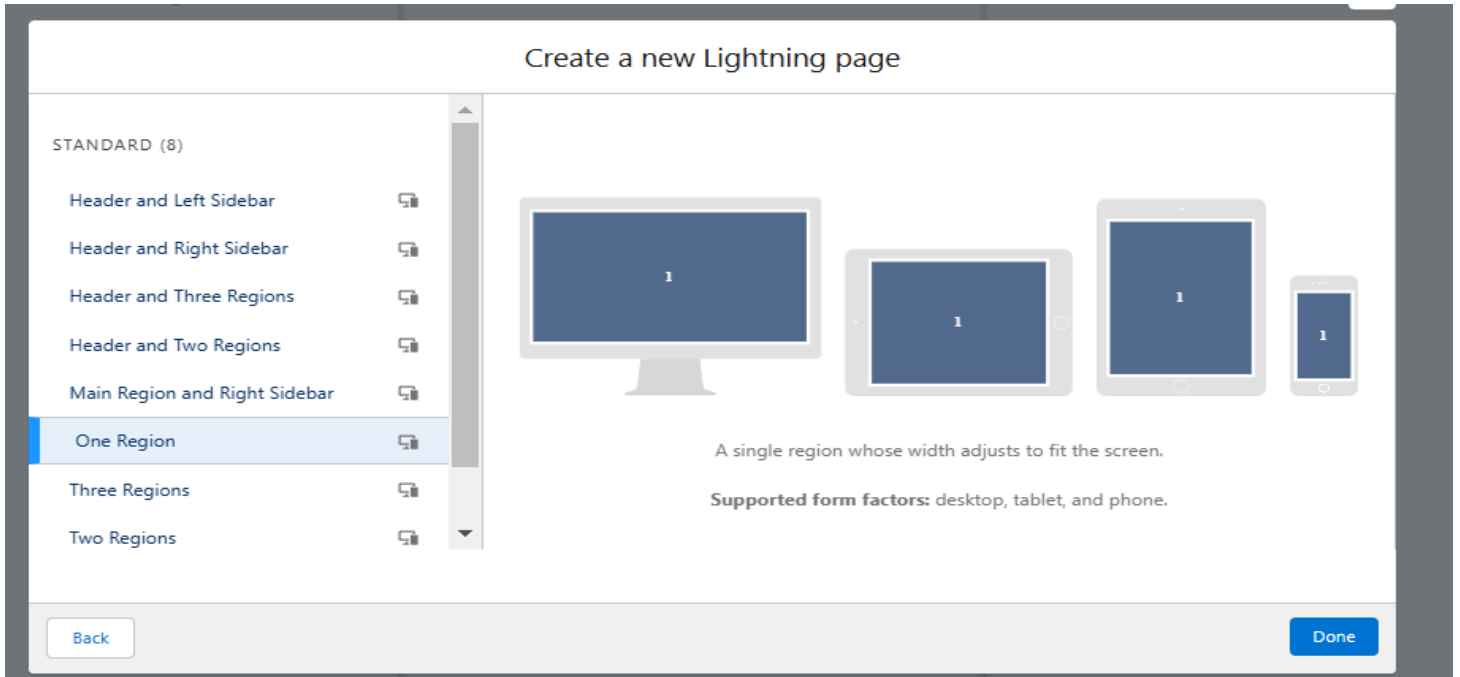 Create a new Lightning page
STANDARD (8)
Header and Left Sidebar
Header and Right Sidebar
Header and Three Regions
Header and Two Regions
Main Region and Right Sidebar
One Region
Three Regions
Two Regions
1
1
1
1
A single region whose width adjusts to fit the screen.
Supported form factors: desktop, tablet, and phone.
Back
Done